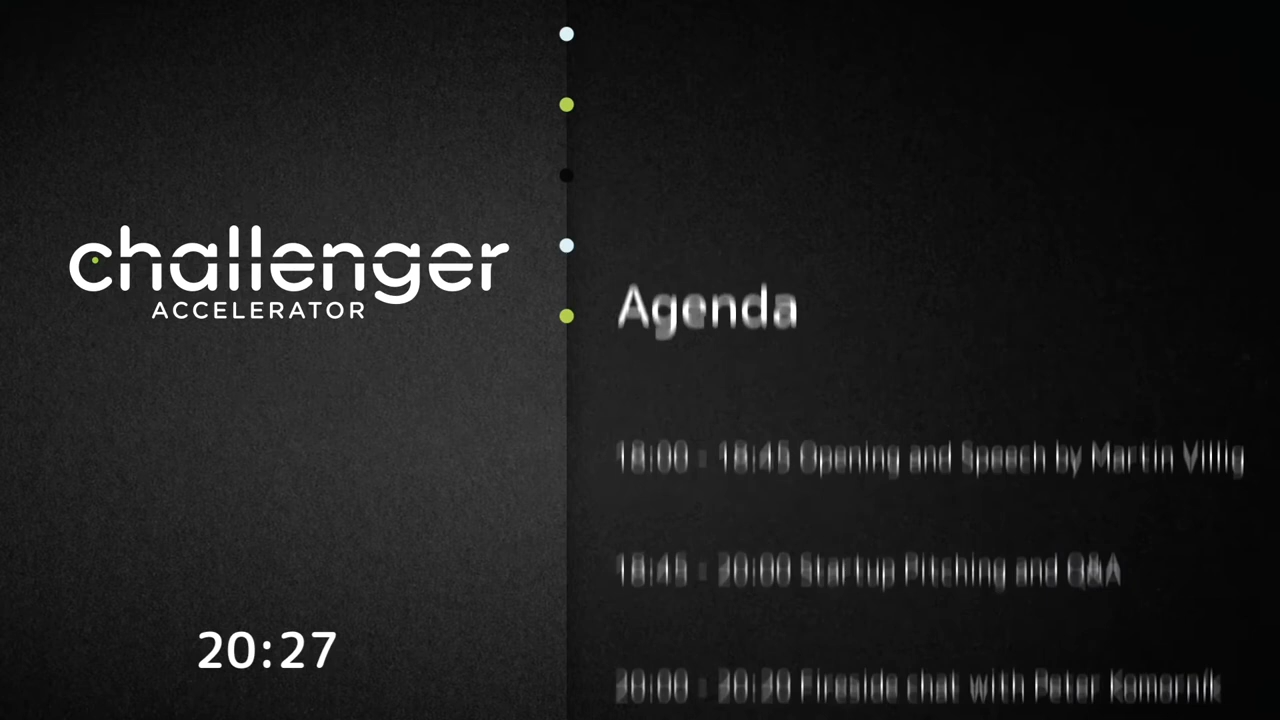 challenger
ACCELERATOR
20:27
Agenda
18:00 - 18:45 Opening and Speech by Martin Villig
18:45 - 20:00 Startup Pitching and Q&A
20:00 - 20:20 Fireside chat with Peter Komornik